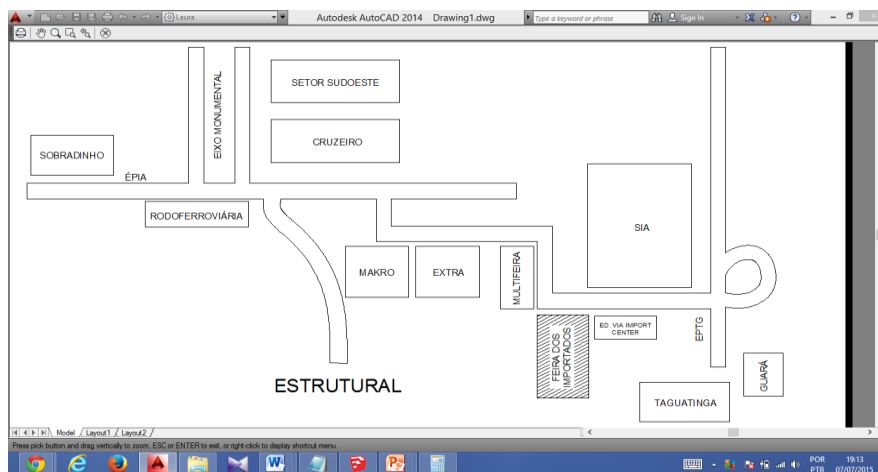 Laura
Autodesk AutoCAD 2014 Drawing1.dwg
Type a keyword or phrase
Sign In
SETOR SUDOESTE
EIXO MONUMENTAL
CRUZEIRO
SOBRADINHO
ÉPIA
RODOFERROVIÁRIA
SIA
MAKRO
EXTRA
MULTIFEIRA
ED. VIA IMPORT
CENTER
EPTG
FEIRA DOS
IMPORTADOS
GUARÁ
ESTRUTURAL
TAGUATINGA
Model / Layout1 / Layout2 /
Press pick button and drag vertically to zoom, ESC or ENTER to exit, or right-click to display shortcut menu.
POR
PTB
19:13
07/07/2015